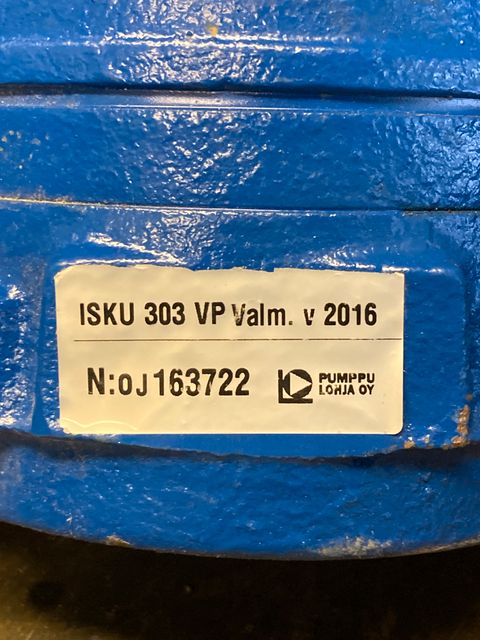 ISKU 303 VP Valm. v 2016
N:oJ163722
PUMPPU
LOHJA OY